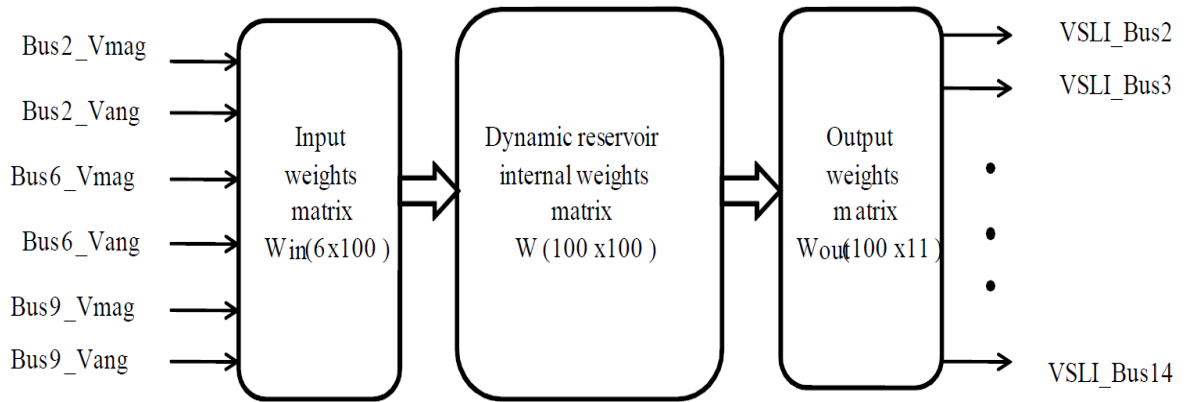 Bus2_Vmag
Bus2_Vang
Bus6_Vmag
Bus6_Vang
Bus9_Vmag
Bus9_Vang
Input
weights
matrix
Win(6x100)
Dynamic reservoir
internal weights
matrix
W (100 x100)
Output
weights
matrix
Wout(100 x11)
VSLI_Bus2
VSLI_Bus3
VSLI_Bus14